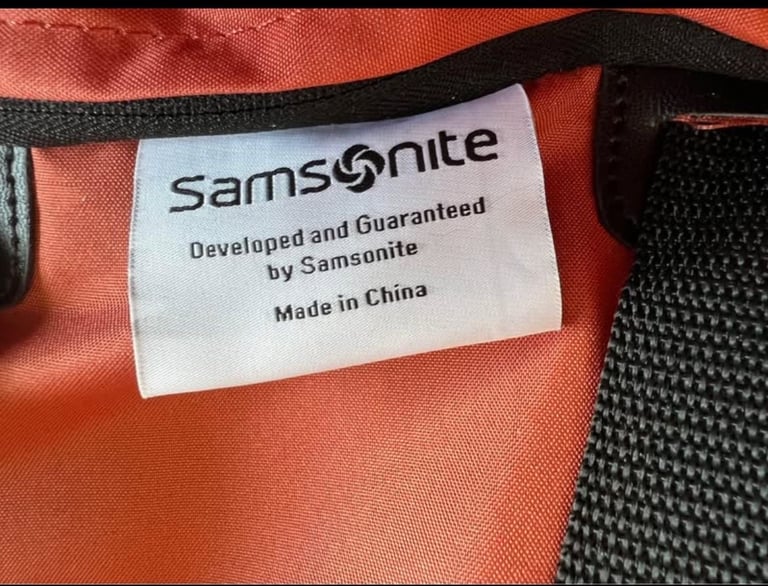 Samsonite
Developed and Guaranteed
by Samsonite
Made in China